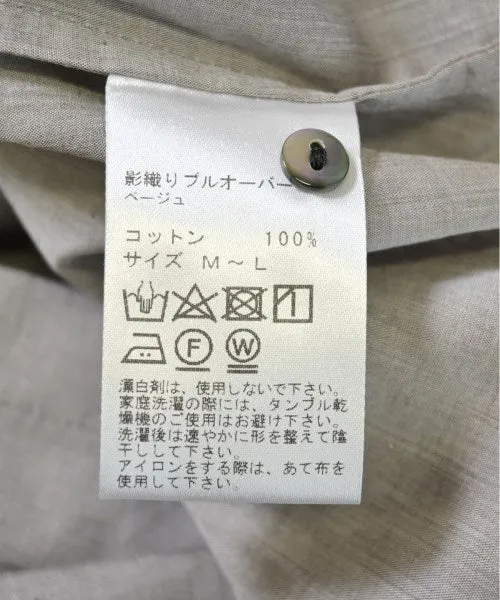 影織りプルオーバー
ベージュ
コットン 100%
サイズ M～L
F
W
漂白剤は、使用しないで下さい。
家庭洗濯の際には、タンブル乾
燥機のご使用はお避け下さい。
洗濯後は速やかに形を整えて陰
干しして下さい。
アイロンをする際は、あて布を
使用して下さい。